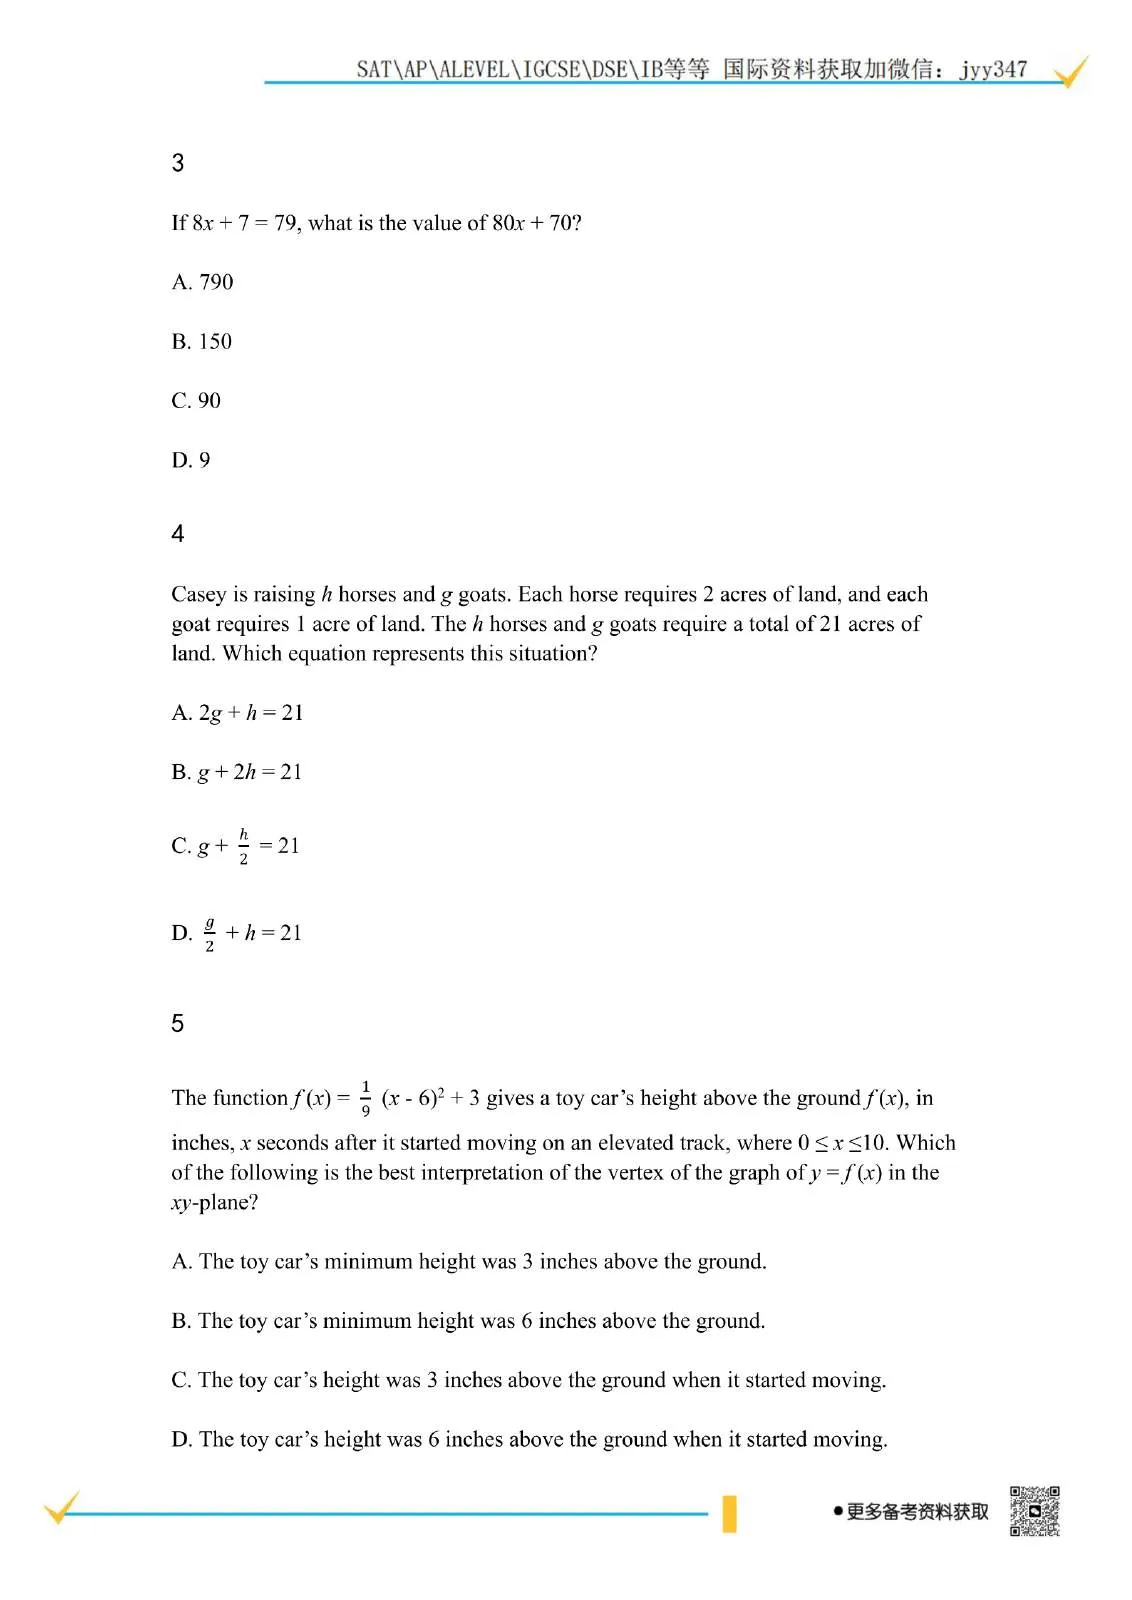 SAT\AP\ALEVEL\IGCSE\DSE\IB等等 国际资料获取加微信：jyy347
3
If 8x + 7 = 79, what is the value of 80x + 70?
A. 790
B. 150
C. 90
D. 9
4
Casey is raising h horses and g goats. Each horse requires 2 acres of land, and each
goat requires 1 acre of land. The h horses and g goats require a total of 21 acres of
land. Which equation represents this situation?
A. 2g + h = 21
B. g + 2h = 21
C. g + h/2 = 21
D. g/2 + h = 21
5
The function f (x) = 1/9 (x - 6)² + 3 gives a toy car’s height above the ground f (x), in
inches, x seconds after it started moving on an elevated track, where 0 ≤ x ≤10. Which
of the following is the best interpretation of the vertex of the graph of y = f (x) in the
xy-plane?
A. The toy car’s minimum height was 3 inches above the ground.
B. The toy car’s minimum height was 6 inches above the ground.
C. The toy car’s height was 3 inches above the ground when it started moving.
D. The toy car’s height was 6 inches above the ground when it started moving.
●更多备考资料获取